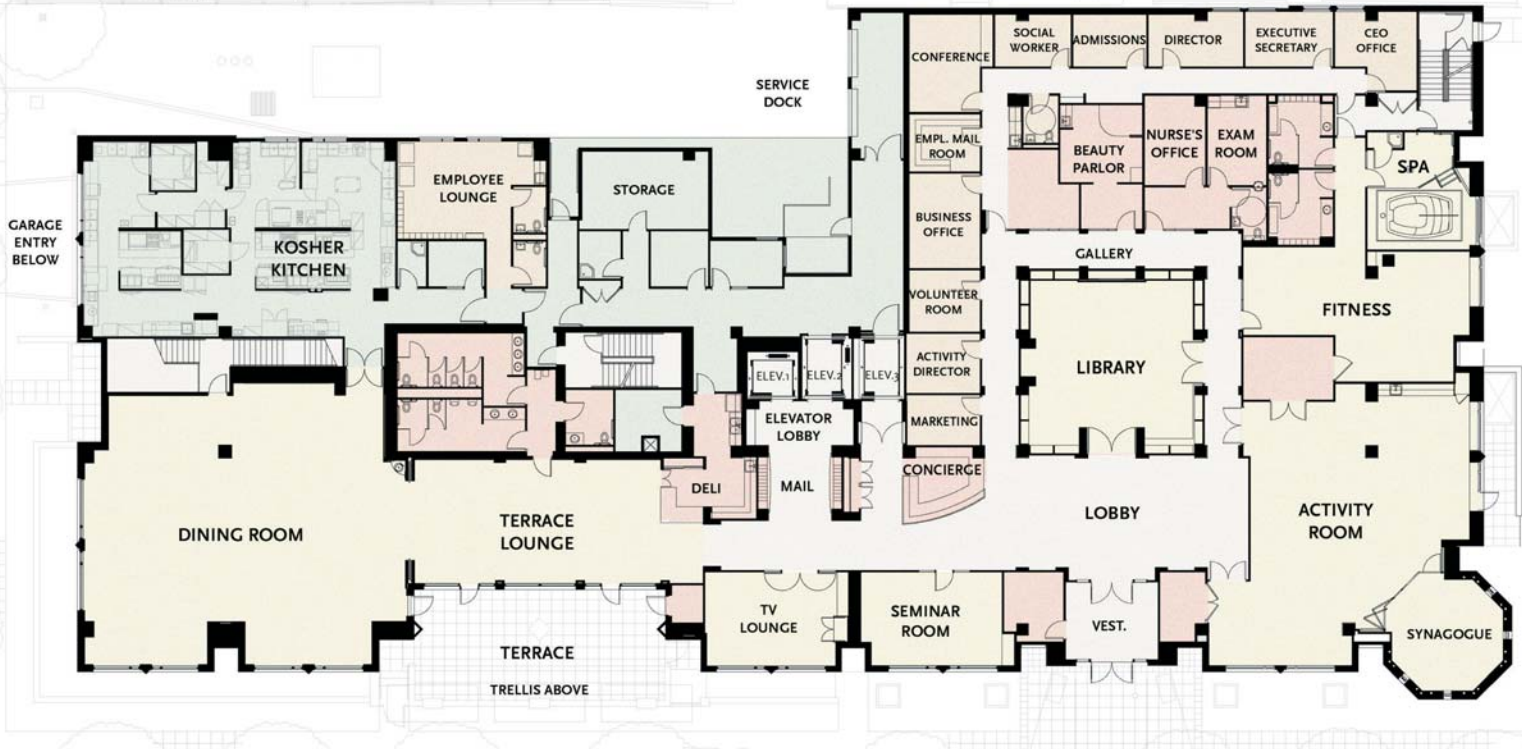 SOCIAL
WORKER
ADMISSIONS
DIRECTOR
EXECUTIVE
SECRETARY
CEO
OFFICE
CONFERENCE
SERVICE
DOCK
EMPL. MAIL
ROOM
BEAUTY
PARLOR
NURSE'S
OFFICE
EXAM
ROOM
SPA
EMPLOYEE
LOUNGE
STORAGE
GARAGE
ENTRY
BELOW
KOSHER
KITCHEN
BUSINESS
OFFICE
GALLERY
VOLUNTEER
ROOM
FITNESS
ACTIVITY
DIRECTOR
LIBRARY
ELEV.1
ELEV.2
ELEV.3
ELEVATOR
LOBBY
MARKETING
CONCIERGE
DELI
MAIL
LOBBY
ACTIVITY
ROOM
DINING ROOM
TERRACE
LOUNGE
TV
LOUNGE
SEMINAR
ROOM
VEST.
SYNAGOGUE
TERRACE
TRELLIS ABOVE